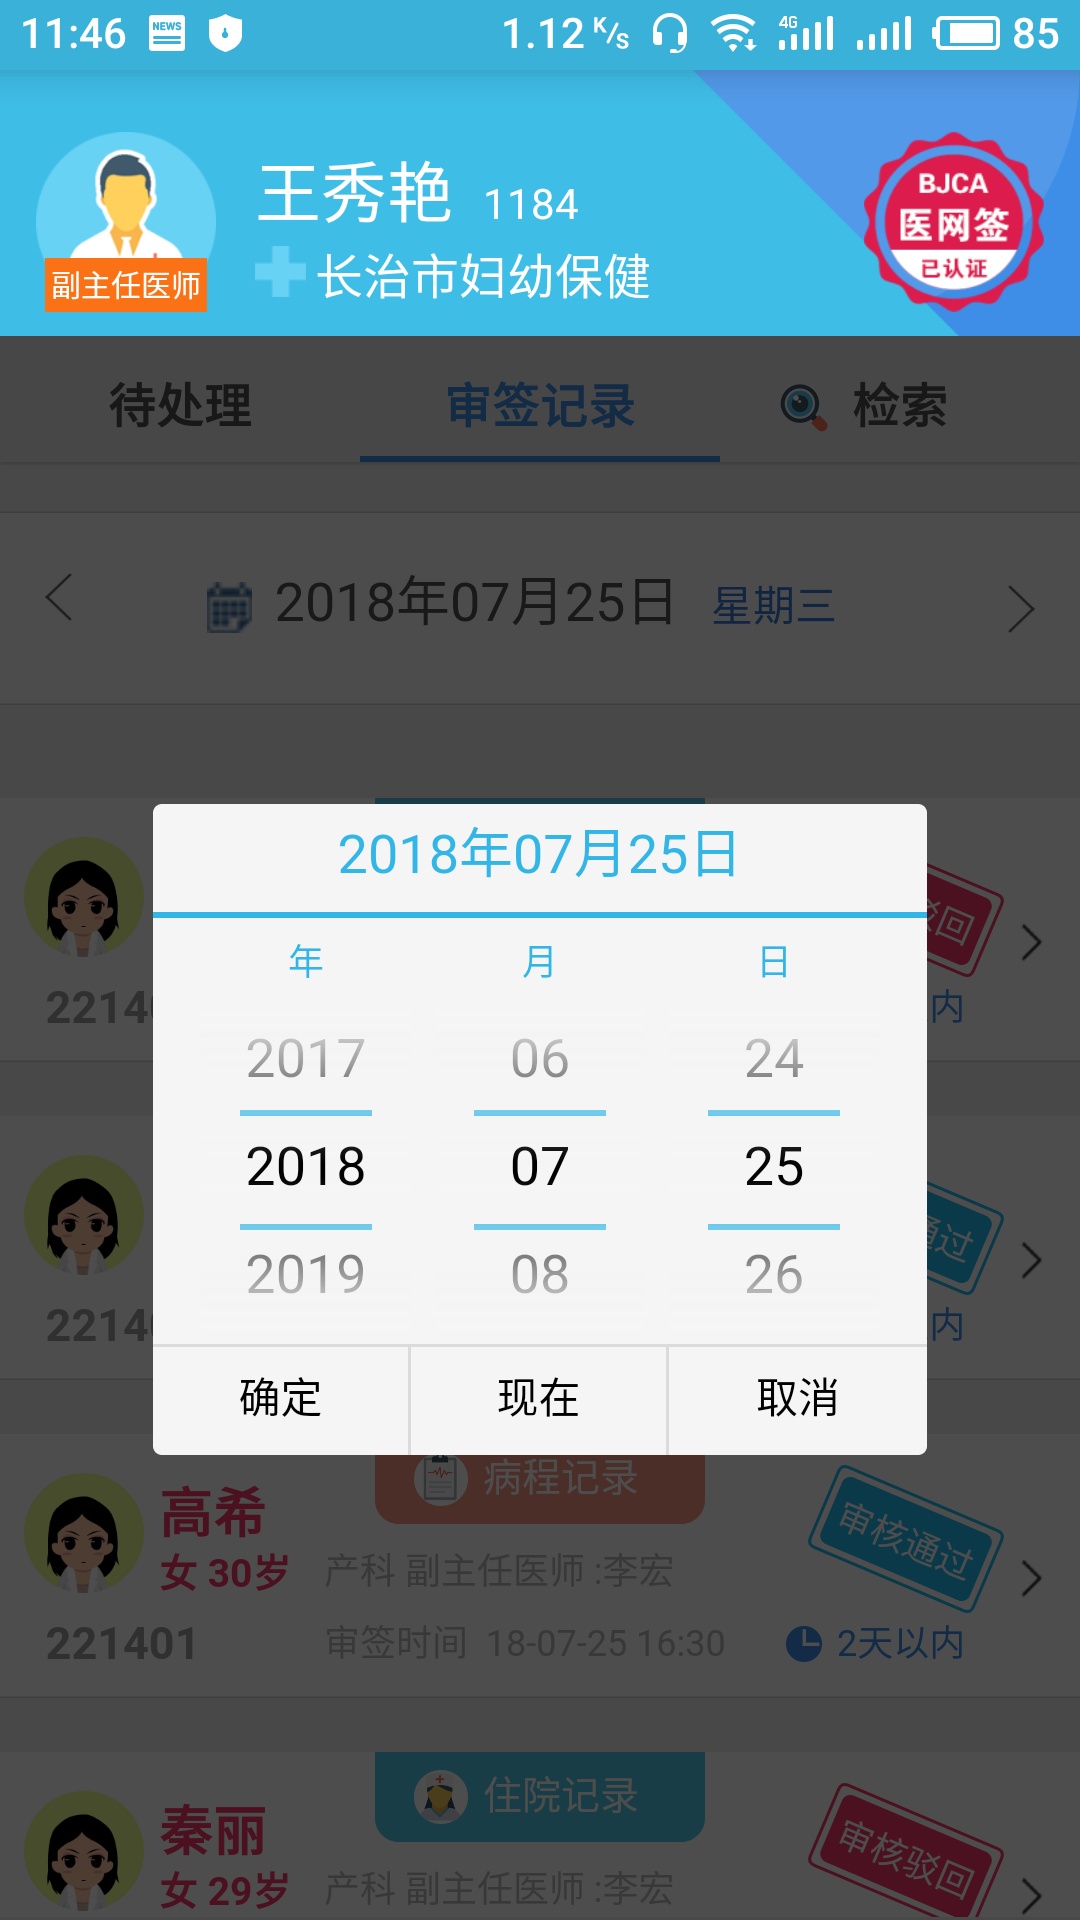 11:46 NEWS 1.12 K/s 4G 85
王秀艳 1184
副主任医师
长治市妇幼保健
BJCA
医网签
已认证
待处理 审签记录 检索
2018年07月25日 星期三
2018年07月25日
年 月 日
2017 06 24
2018 07 25
2019 08 26
确定 现在 取消
驳回
2214
内
通过
2214
内
病程记录
高希
女 30岁
产科 副主任医师 :李宏
审核通过
221401
审签时间 18-07-25 16:30
2天以内
住院记录
秦丽
女 29岁
产科 副主任医师 :李宏
审核驳回